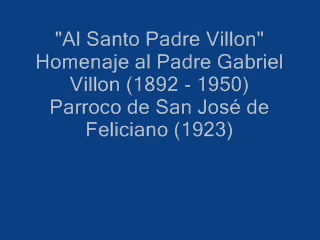 "Al Santo Padre Villon"
Homenaje al Padre Gabriel
Villon (1892 - 1950)
Parroco de San José de
Feliciano (1923)